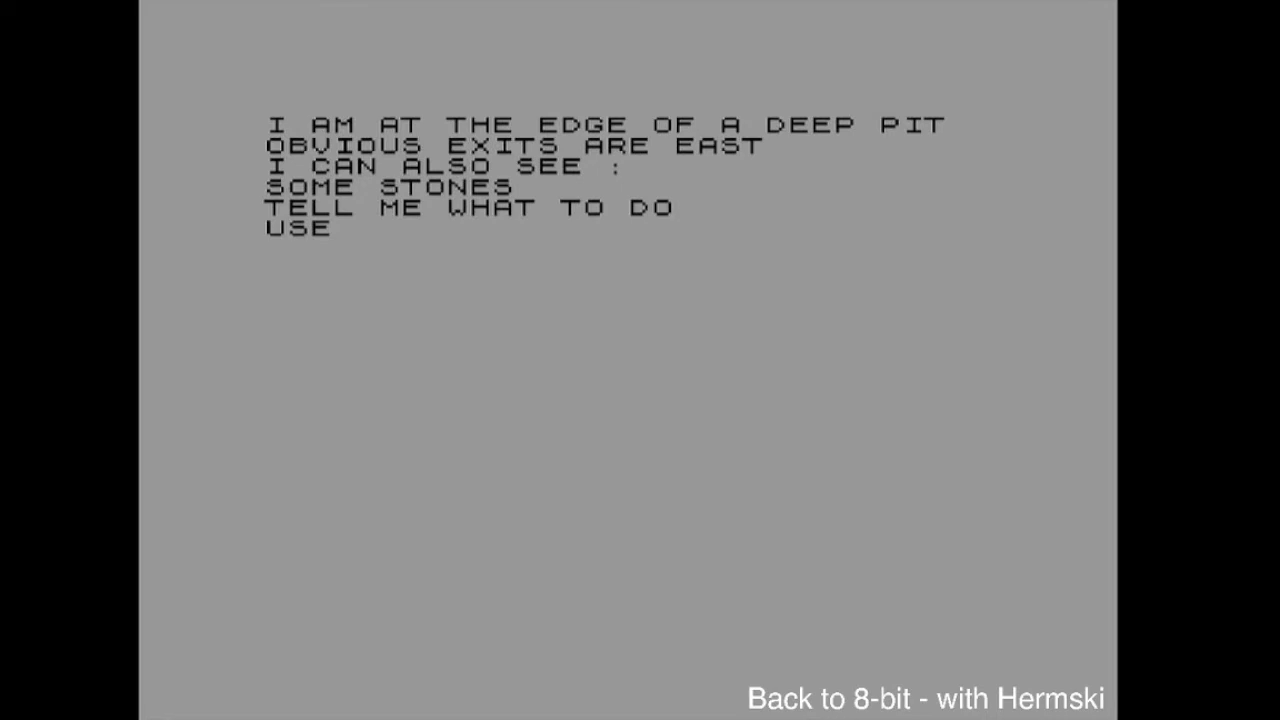 I AM AT THE EDGE OF A DEEP PIT
OBVIOUS EXITS ARE EAST
I CAN ALSO SEE :
SOME STONES
TELL ME WHAT TO DO
USE
Back to 8-bit - with Hermski